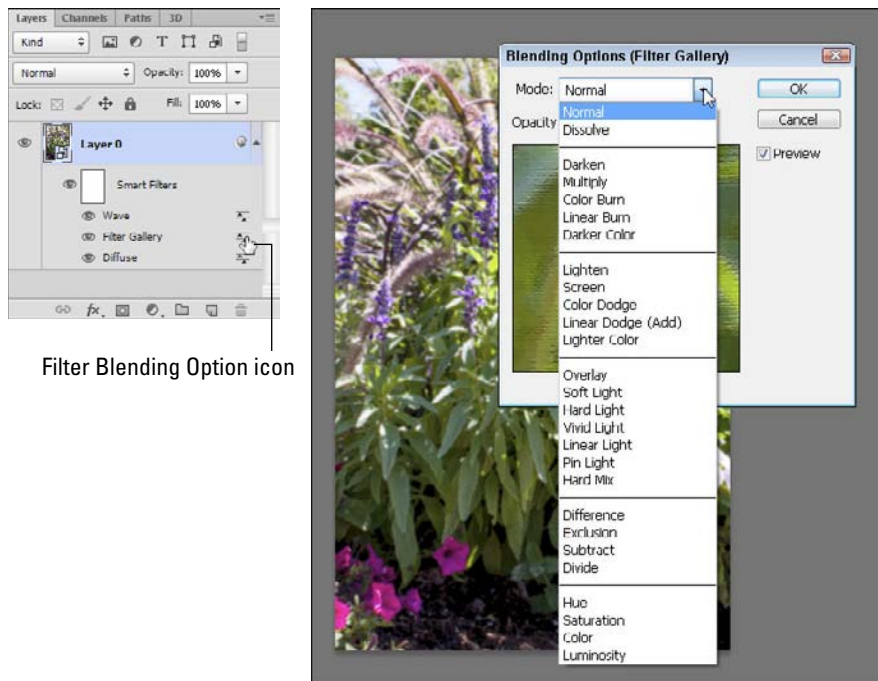 Layers Channels Paths 3D
Kind
Normal Opacity: 100%
Lock: Fill: 100%
Layer 0
Smart Filters
Wave
Filter Gallery
Diffuse
fx
Filter Blending Option icon
Blending Options (Filter Gallery)
Mode: Normal
OK
Opacity
Cancel
Preview
Normal
Dissolve
Darken
Multiply
Color Burn
Linear Burn
Darker Color
Lighten
Screen
Color Dodge
Linear Dodge (Add)
Lighter Color
Overlay
Soft Light
Hard Light
Vivid Light
Linear Light
Pin Light
Hard Mix
Difference
Exclusion
Subtract
Divide
Hue
Saturation
Color
Luminosity